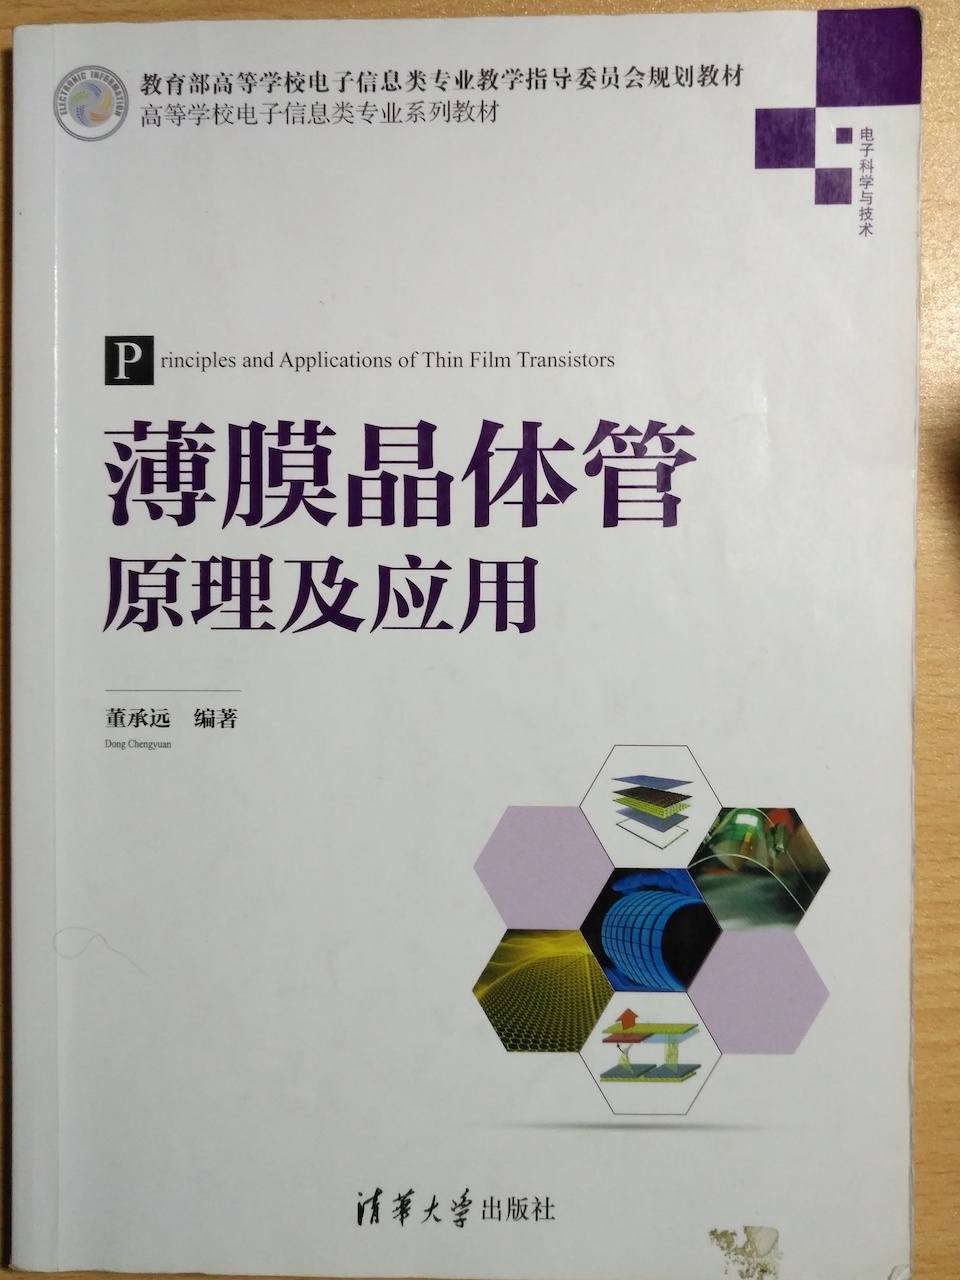 教育部高等学校电子信息类专业教学指导委员会规划教材
高等学校电子信息类专业系列教材
ELECTRONIC INFORMATION
电子科学与技术
Principles and Applications of Thin Film Transistors
薄膜晶体管
原理及应用
董承远 编著
Dong Chengyuan
清华大学出版社